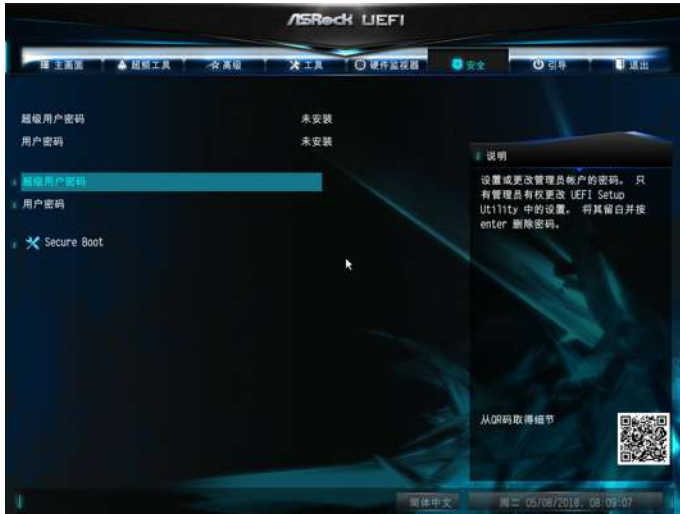 ASRock UEFI
主画面 超频工具 高级 工具 硬件监视器 安全 引导 退出
超级用户密码 未安装
用户密码 未安装
超级用户密码
用户密码
Secure Boot
说明
设置或更改管理员帐户的密码。 只
有管理员有权更改 UEFI Setup
Utility 中的设置。 将其留白并按
enter 删除密码。
从QR码取得细节
简体中文 周二 05/08/2018, 08:09:07